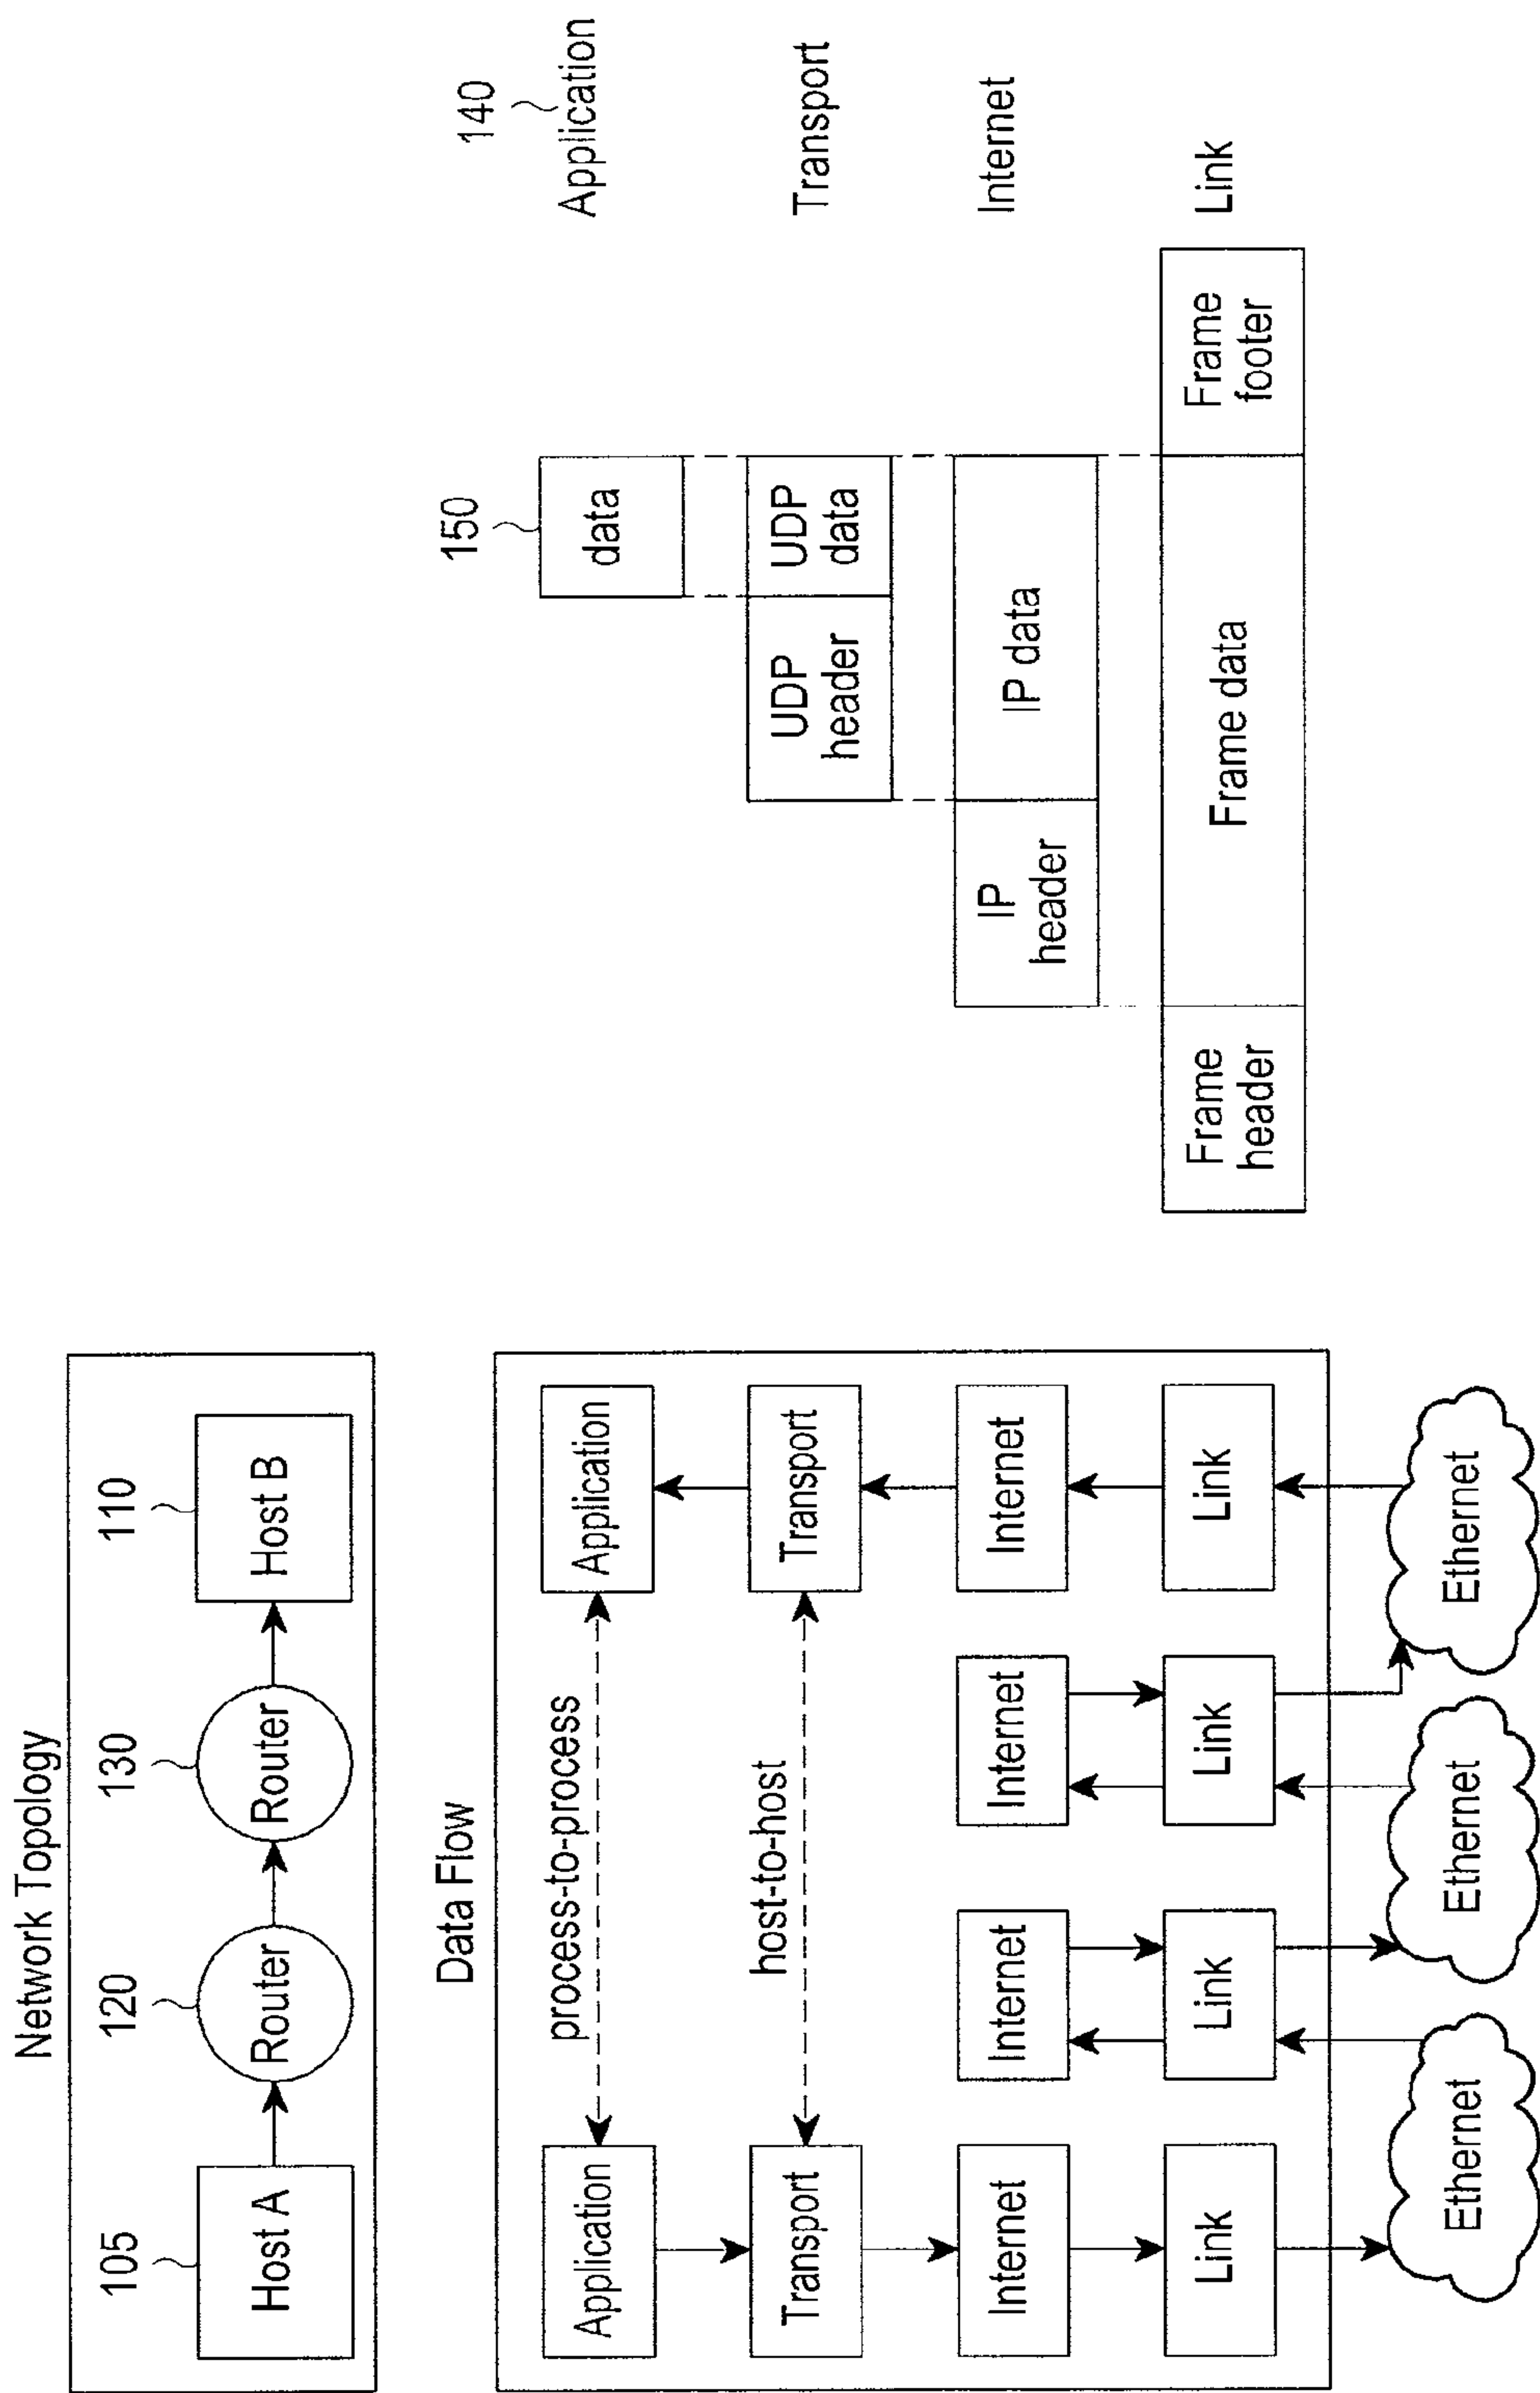 Network Topology
105
120
130
110
Host A
Router
Router
Host B
Data Flow
Application
process-to-process
Application
Transport
host-to-host
Transport
Internet
Internet
Internet
Internet
Link
Link
Link
Link
Ethernet
Ethernet
Ethernet
150
140
data
Application
UDP
header
UDP
data
Transport
IP
header
IP data
Internet
Frame
header
Frame data
Frame
footer
Link